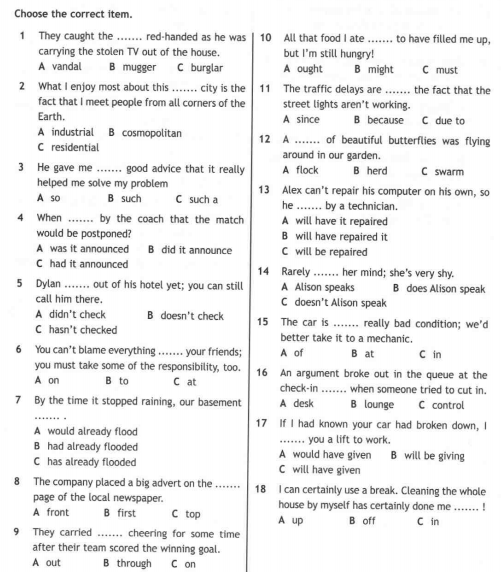 Choose the correct item.
1 They caught the ....... red-handed as he was
carrying the stolen TV out of the house.
A vandal B mugger C burglar
2 What I enjoy most about this ....... city is the
fact that I meet people from all corners of the
Earth.
A industrial B cosmopolitan
C residential
3 He gave me ....... good advice that it really
helped me solve my problem
A so B such C such a
4 When ....... by the coach that the match
would be postponed?
A was it announced B did it announce
C had it announced
5 Dylan ....... out of his hotel yet; you can still
call him there.
A didn't check B doesn't check
C hasn't checked
6 You can't blame everything ....... your friends;
you must take some of the responsibility, too.
A on B to C at
7 By the time it stopped raining, our basement
....... .
A would already flood
B had already flooded
C has already flooded
8 The company placed a big advert on the .......
page of the local newspaper.
A front B first C top
9 They carried ....... cheering for some time
after their team scored the winning goal.
A out B through C on
10 All that food I ate ....... to have filled me up,
but I'm still hungry!
A ought B might C must
11 The traffic delays are ....... the fact that the
street lights aren't working.
A since B because C due to
12 A ....... of beautiful butterflies was flying
around in our garden.
A flock B herd C swarm
13 Alex can't repair his computer on his own, so
he ....... by a technician.
A will have it repaired
B will have repaired it
C will be repaired
14 Rarely ....... her mind; she's very shy.
A Alison speaks B does Alison speak
C doesn't Alison speak
15 The car is ....... really bad condition; we'd
better take it to a mechanic.
A of B at C in
16 An argument broke out in the queue at the
check-in ....... when someone tried to cut in.
A desk B lounge C control
17 If I had known your car had broken down, I
....... you a lift to work.
A would have given B will be giving
C will have given
18 I can certainly use a break. Cleaning the whole
house by myself has certainly done me ....... !
A up B off C in